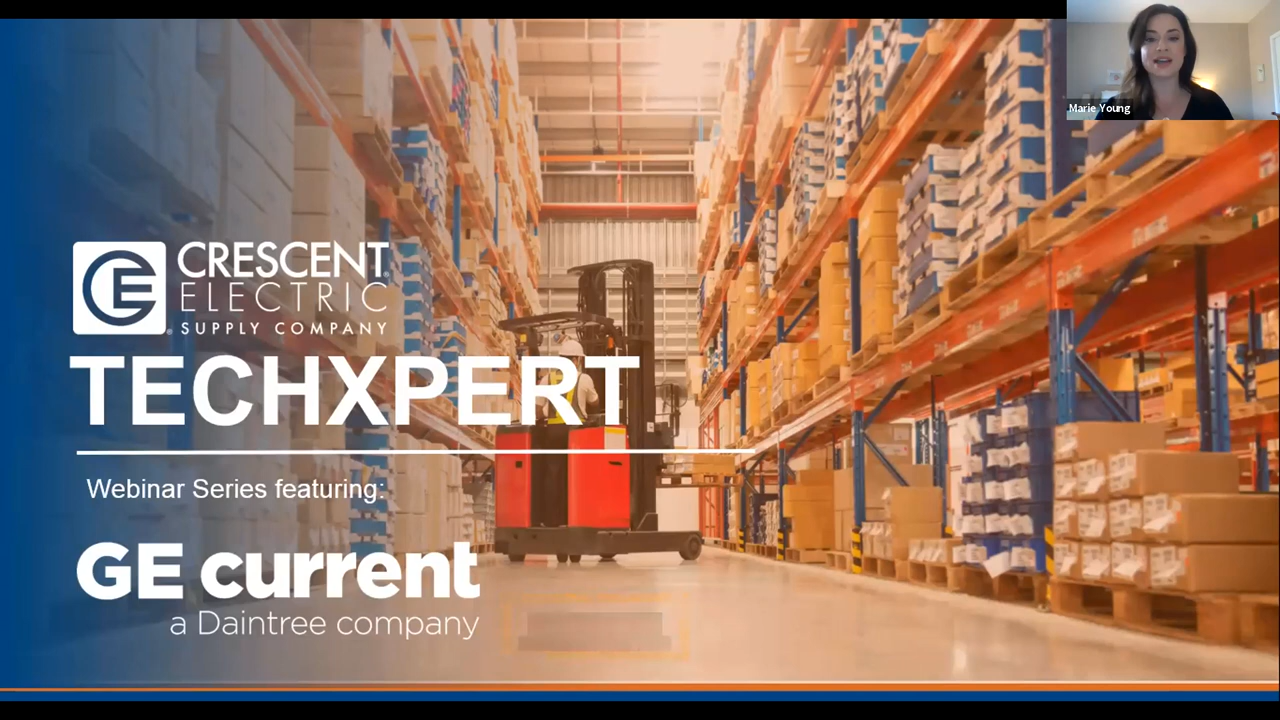 Marie Young
CRESCENT
ELECTRIC
SUPPLY COMPANY
TECHXPERT
Webinar Series featuring:
GE current
a Daintree company